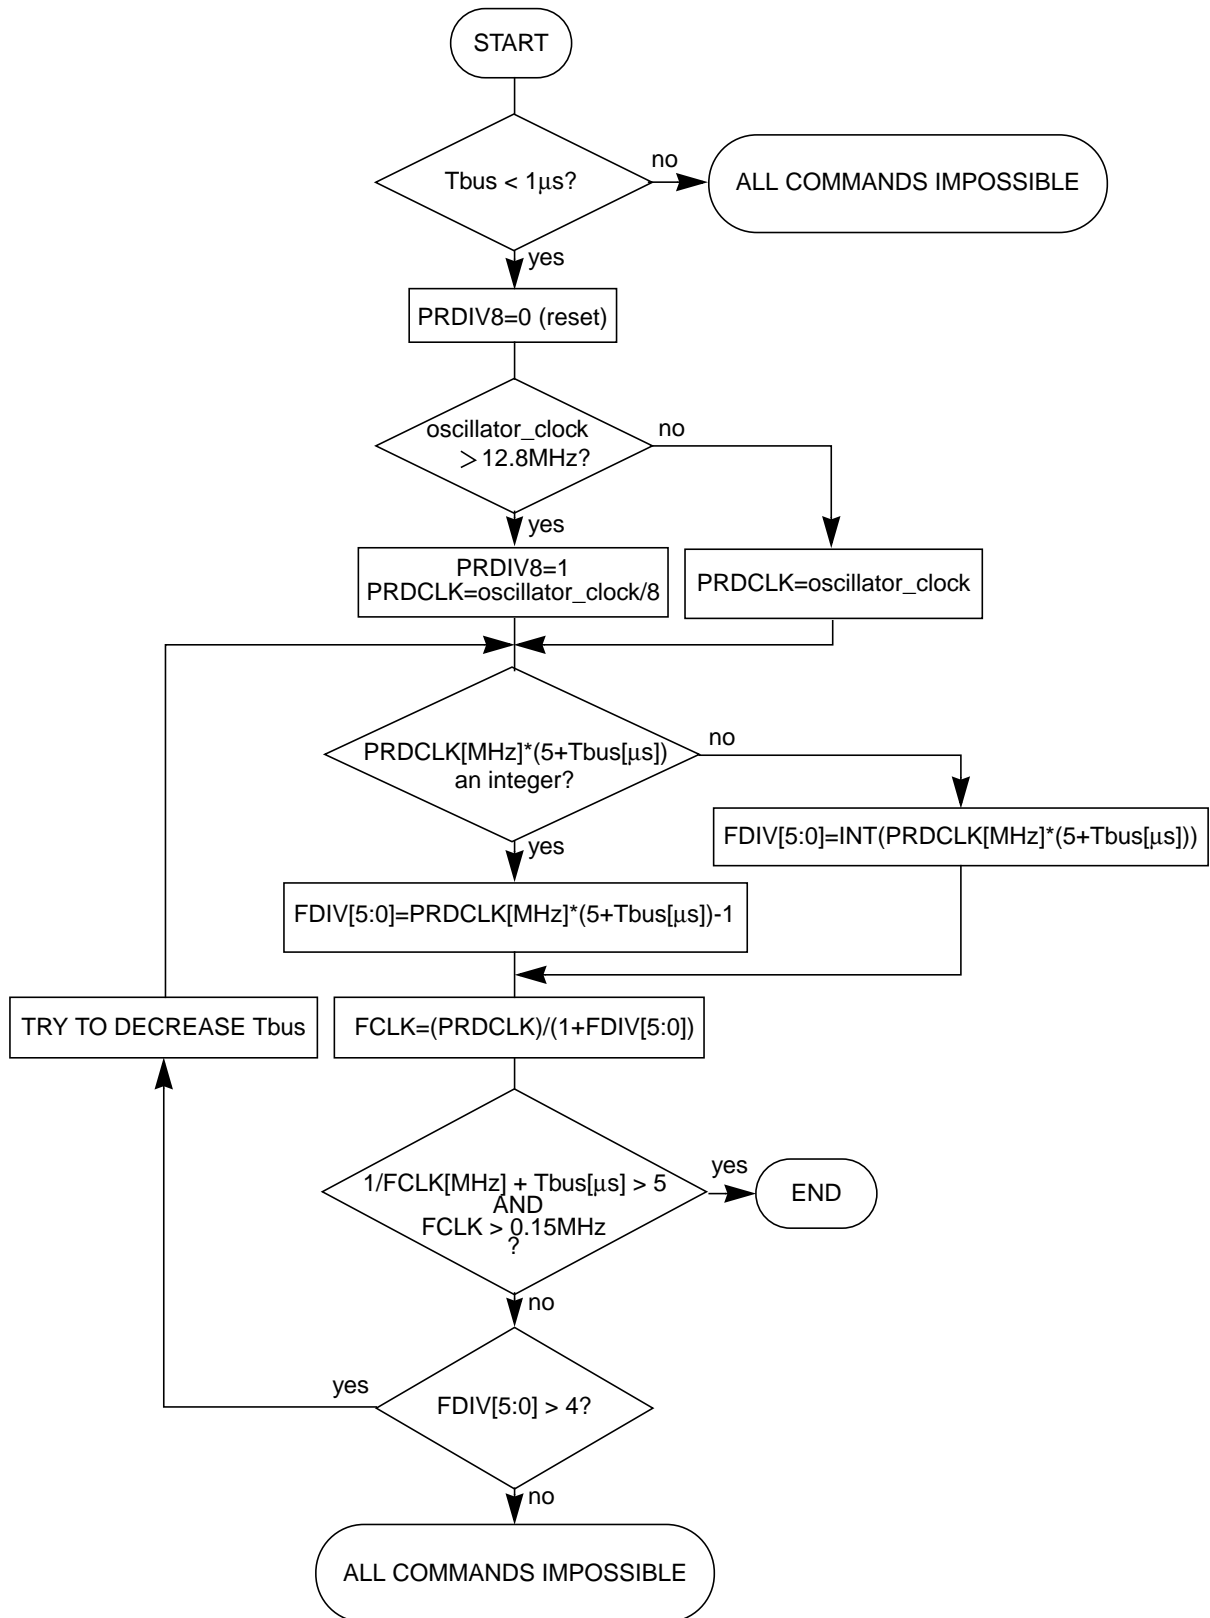 START
Tbus < 1μs?
no
ALL COMMANDS IMPOSSIBLE
yes
PRDIV8=0 (reset)
oscillator_clock
>12.8MHz?
no
yes
PRDIV8=1
PRDCLK=oscillator_clock/8
PRDCLK=oscillator_clock
PRDCLK[MHz]*(5+Tbus[μs])
an integer?
no
yes
FDIV[5:0]=INT(PRDCLK[MHz]*(5+Tbus[μs]))
FDIV[5:0]=PRDCLK[MHz]*(5+Tbus[μs])-1
TRY TO DECREASE Tbus
FCLK=(PRDCLK)/(1+FDIV[5:0])
1/FCLK[MHz] + Tbus[μs] > 5
AND
FCLK > 0.15MHz
?
yes
END
no
yes
FDIV[5:0] > 4?
no
ALL COMMANDS IMPOSSIBLE